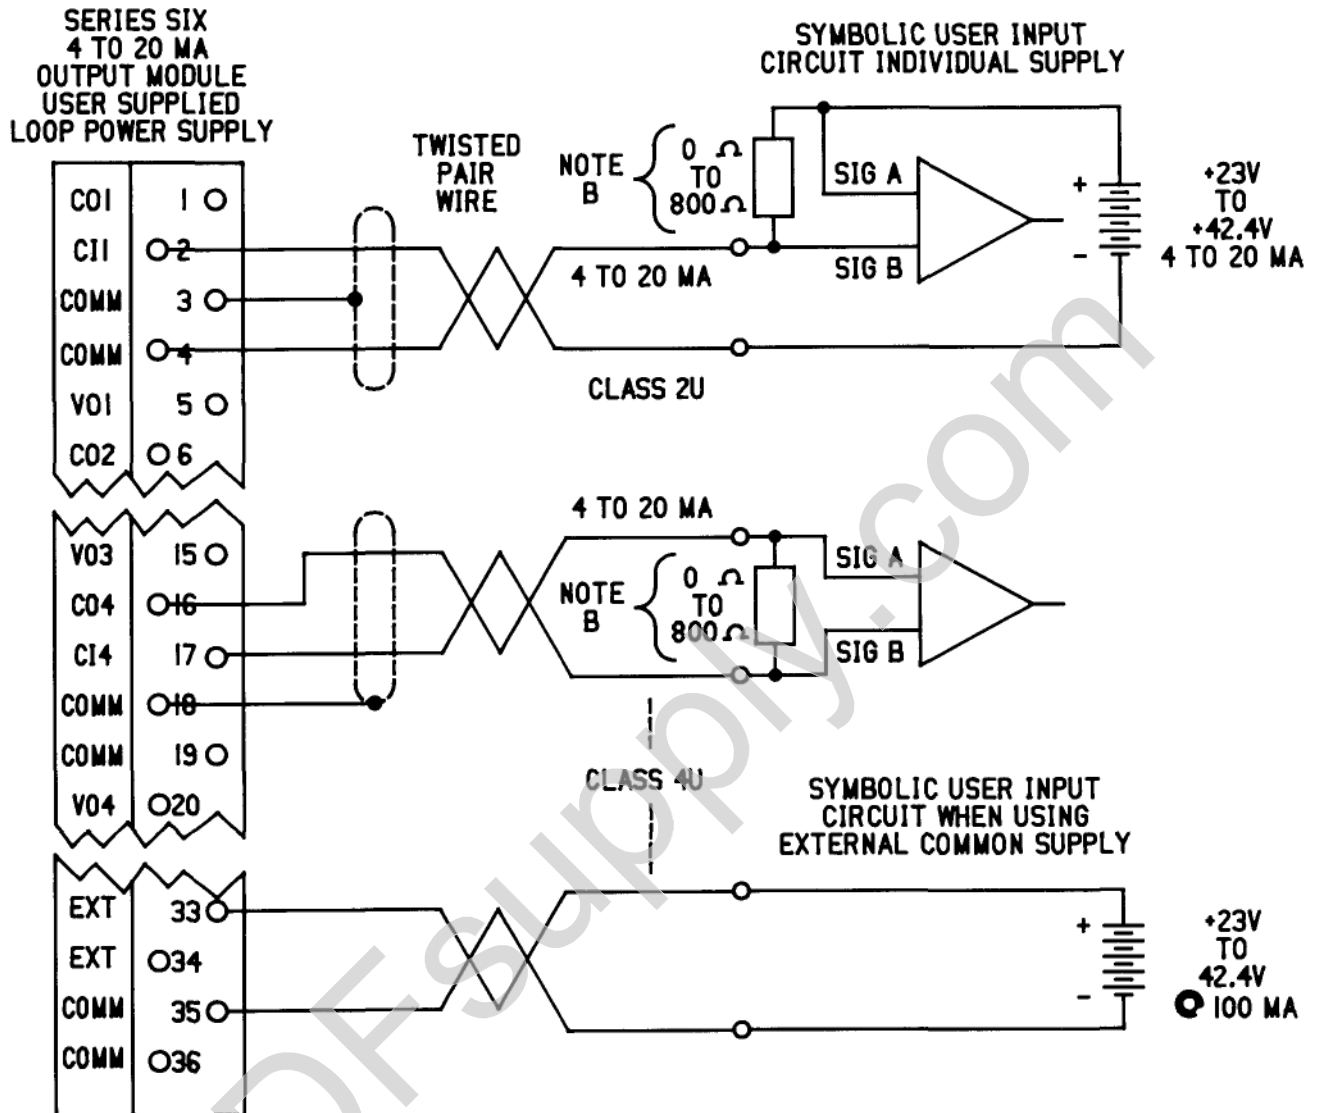 SERIES SIX
4 TO 20 MA
OUTPUT MODULE
USER SUPPLIED
LOOP POWER SUPPLY
TWISTED
PAIR
WIRE
SYMBOLIC USER INPUT
CIRCUIT INDIVIDUAL SUPPLY
NOTE
B
0 Ω
TO
800 Ω
SIG A
SIG B
4 TO 20 MA
+
-
+23V
TO
+42.4V
4 TO 20 MA
CO1 1
CI1 2
COMM 3
COMM 4
VO1 5
CO2 6
CLASS 2U
VO3 15
CO4 16
CI4 17
COMM 18
COMM 19
VO4 20
4 TO 20 MA
NOTE
B
0 Ω
TO
800 Ω
SIG A
SIG B
CLASS 4U
SYMBOLIC USER INPUT
CIRCUIT WHEN USING
EXTERNAL COMMON SUPPLY
EXT 33
EXT 34
COMM 35
COMM 36
+
-
+23V
TO
42.4V
@ 100 MA
PDFsupply.com